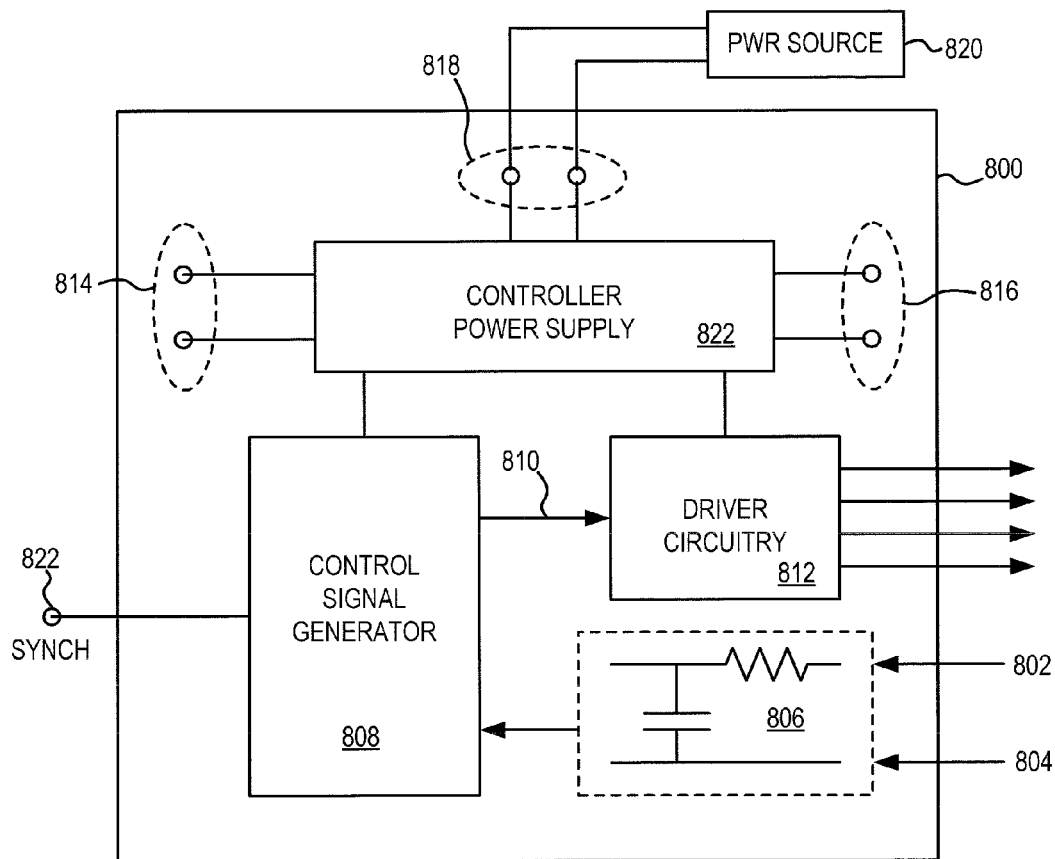 PWR SOURCE
820
818
800
814
CONTROLLER
POWER SUPPLY
822
816
810
DRIVER
CIRCUITRY
812
822
SYNCH
CONTROL
SIGNAL
GENERATOR
808
802
806
804